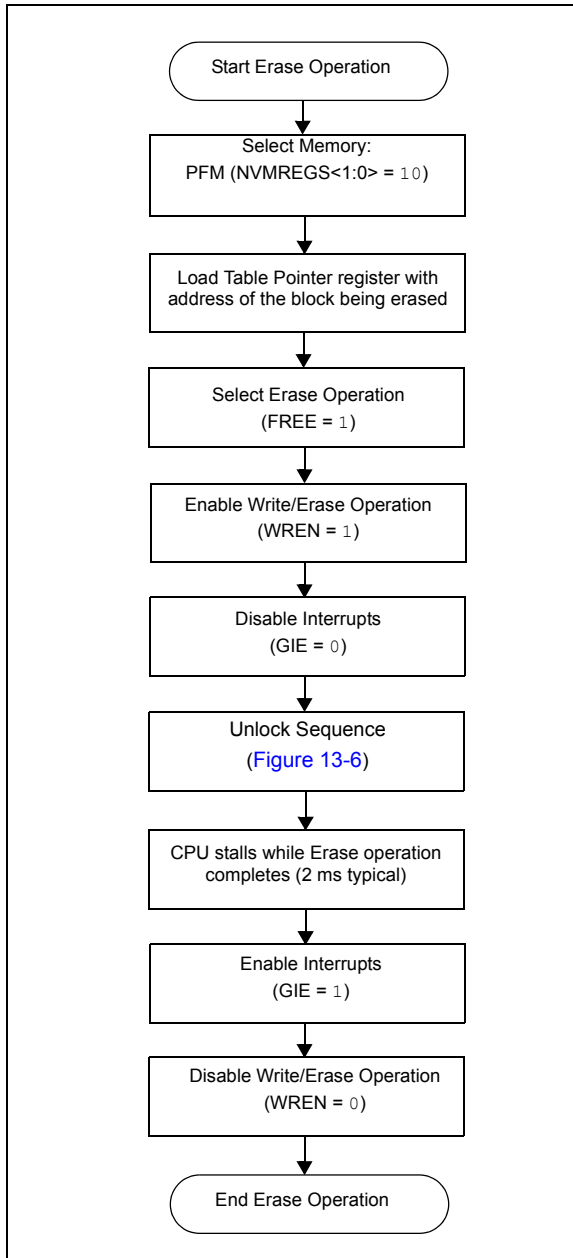 Start Erase Operation
Select Memory:
PFM (NVMREGS<1:0> = 10)
Load Table Pointer register with
address of the block being erased
Select Erase Operation
(FREE = 1)
Enable Write/Erase Operation
(WREN = 1)
Disable Interrupts
(GIE = 0)
Unlock Sequence
(Figure 13-6)
CPU stalls while Erase operation
completes (2 ms typical)
Enable Interrupts
(GIE = 1)
Disable Write/Erase Operation
(WREN = 0)
End Erase Operation